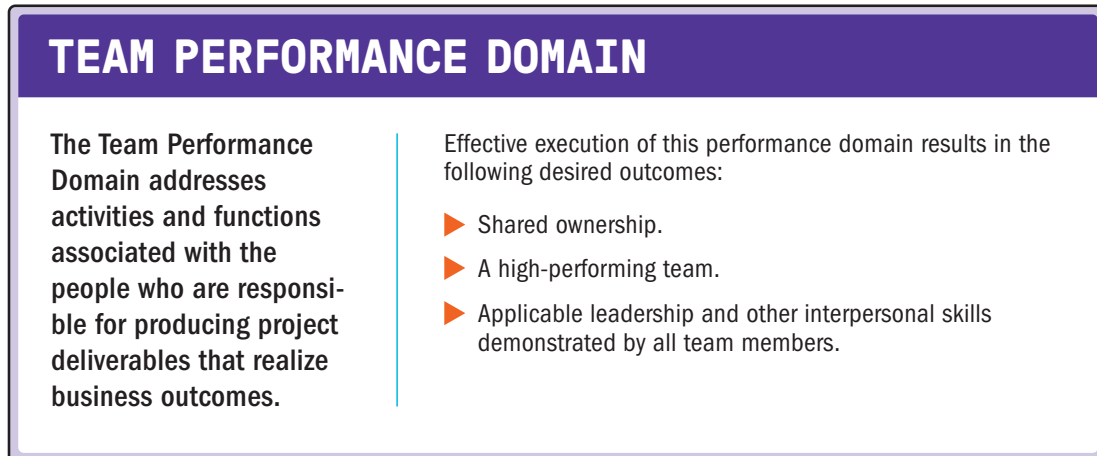 TEAM PERFORMANCE DOMAIN
The Team Performance
Domain addresses
activities and functions
associated with the
people who are responsi-
ble for producing project
deliverables that realize
business outcomes.
Effective execution of this performance domain results in the
following desired outcomes:
Shared ownership.
A high-performing team.
Applicable leadership and other interpersonal skills
demonstrated by all team members.